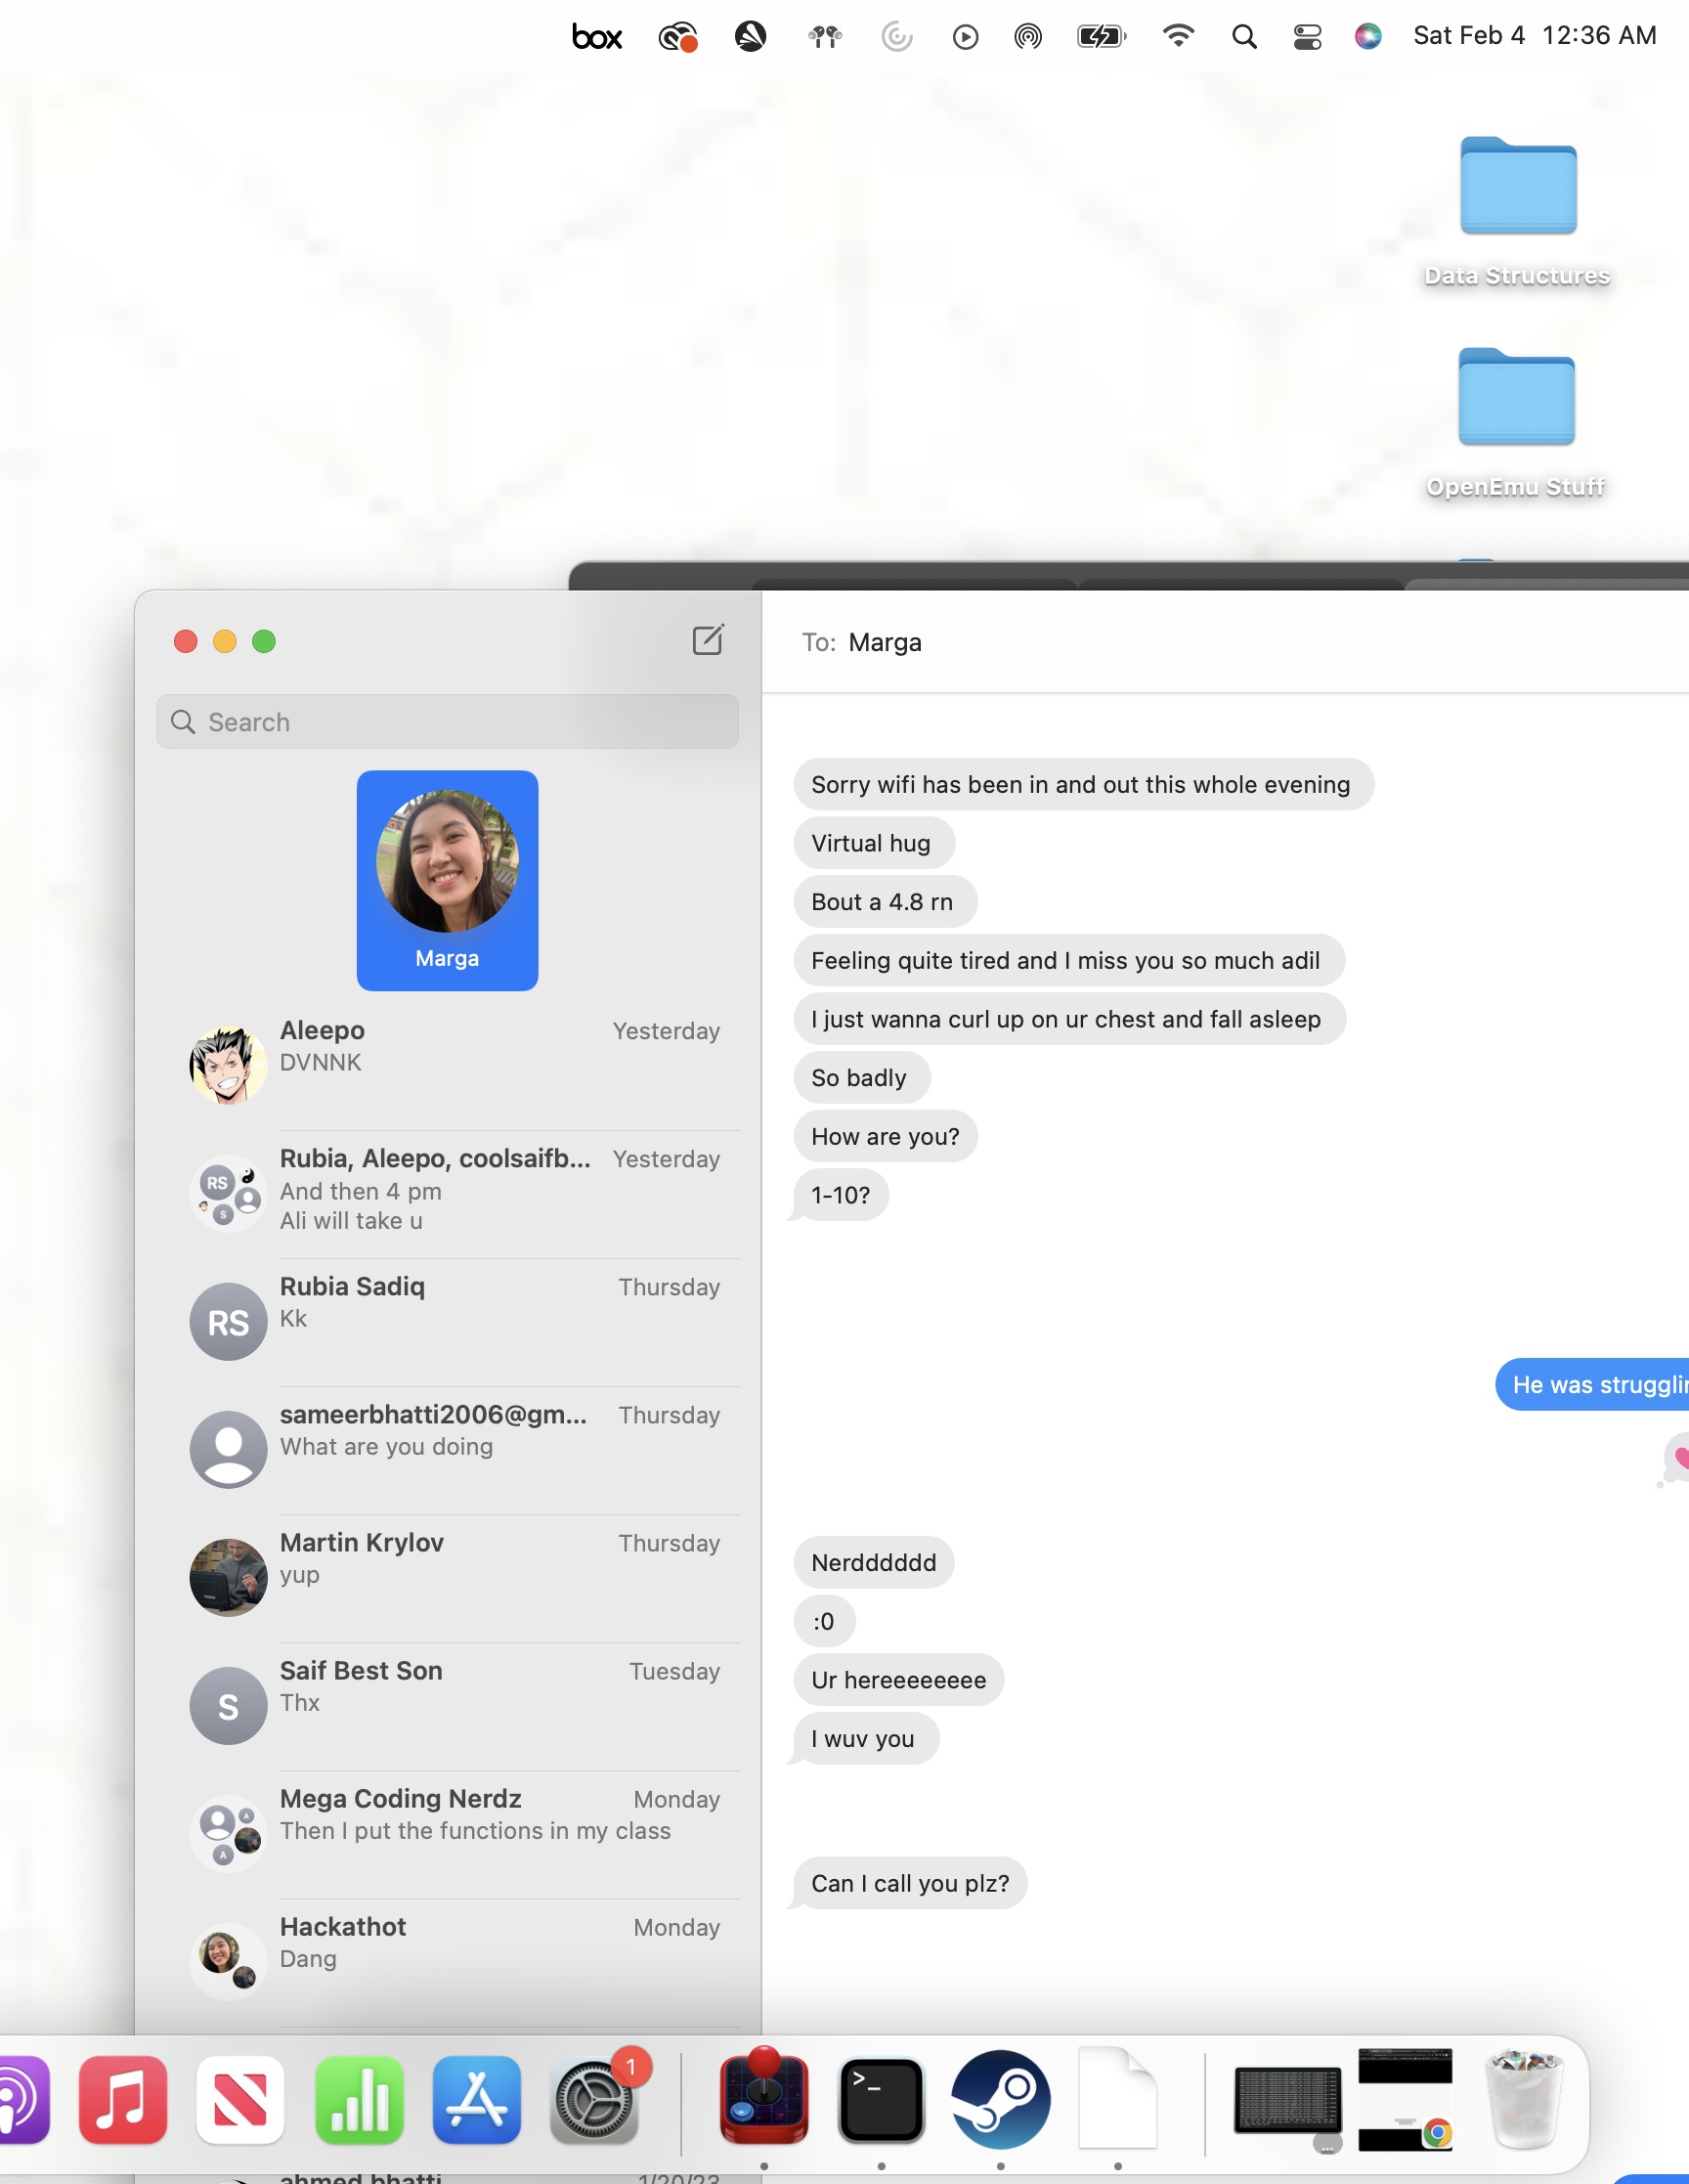 box
Sat Feb 4 12:36 AM
Data Structures
OpenEmu Stuff
To: Marga
Search
Marga
Aleepo
Yesterday
DVNNK
Rubia, Aleepo, coolsaifb...
Yesterday
And then 4 pm
Ali will take u
RS
S
Rubia Sadiq
Thursday
Kk
RS
sameerbhatti2006@gm...
Thursday
What are you doing
Martin Krylov
Thursday
yup
Saif Best Son
Tuesday
Thx
S
Mega Coding Nerdz
Monday
Then I put the functions in my class
A
A
Hackathot
Monday
Dang
Sorry wifi has been in and out this whole evening
Virtual hug
Bout a 4.8 rn
Feeling quite tired and I miss you so much adil
I just wanna curl up on ur chest and fall asleep
So badly
How are you?
1-10?
He was
Nerdddddd
:0
Ur hereeeeeeee
I wuv you
Can I call you plz?
1
>_
ahmed bhatti
1/20/23